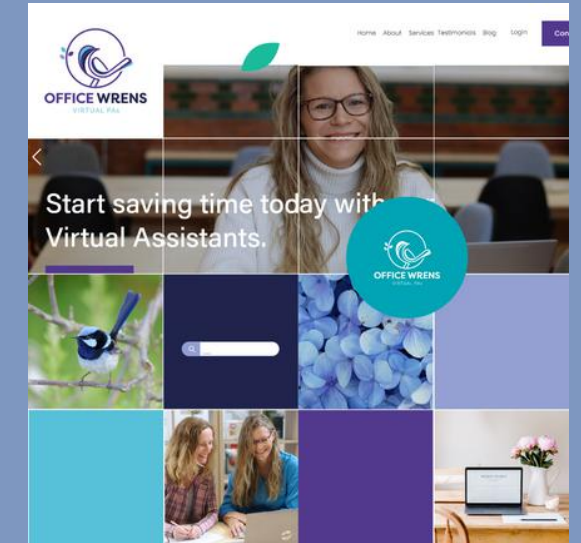 Home About Services Testimonials Blog Login
OFFICE WRENS
VIRTUAL PAs
Start saving time today with
Virtual Assistants.
OFFICE WRENS
VIRTUAL PAs